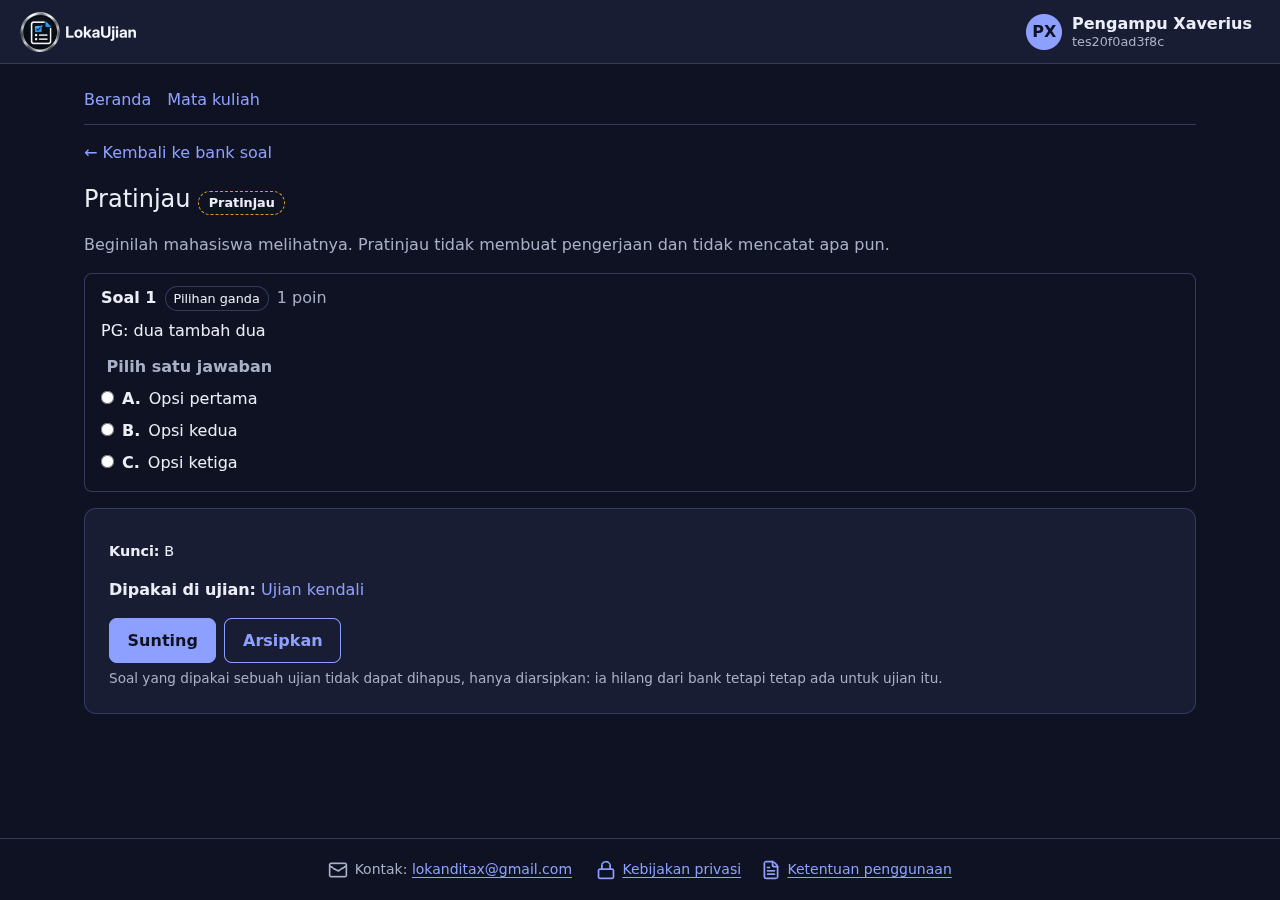 LokaUjian
PX
Pengampu Xaverius
tes20f0ad3f8c
Beranda Mata kuliah
← Kembali ke bank soal
Pratinjau Pratinjau
Beginilah mahasiswa melihatnya. Pratinjau tidak membuat pengerjaan dan tidak mencatat apa pun.
Soal 1 Pilihan ganda 1 poin
PG: dua tambah dua
Pilih satu jawaban
A. Opsi pertama
B. Opsi kedua
C. Opsi ketiga
Kunci: B
Dipakai di ujian: Ujian kendali
Sunting Arsipkan
Soal yang dipakai sebuah ujian tidak dapat dihapus, hanya diarsipkan: ia hilang dari bank tetapi tetap ada untuk ujian itu.
Kontak: lokanditax@gmail.com Kebijakan privasi Ketentuan penggunaan